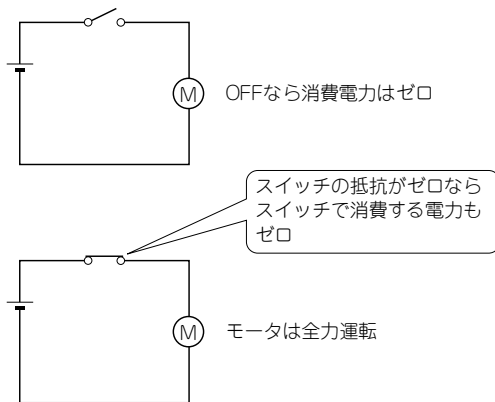 M
OFFなら消費電力はゼロ
スイッチの抵抗がゼロなら
スイッチで消費する電力も
ゼロ
M
モータは全力運転